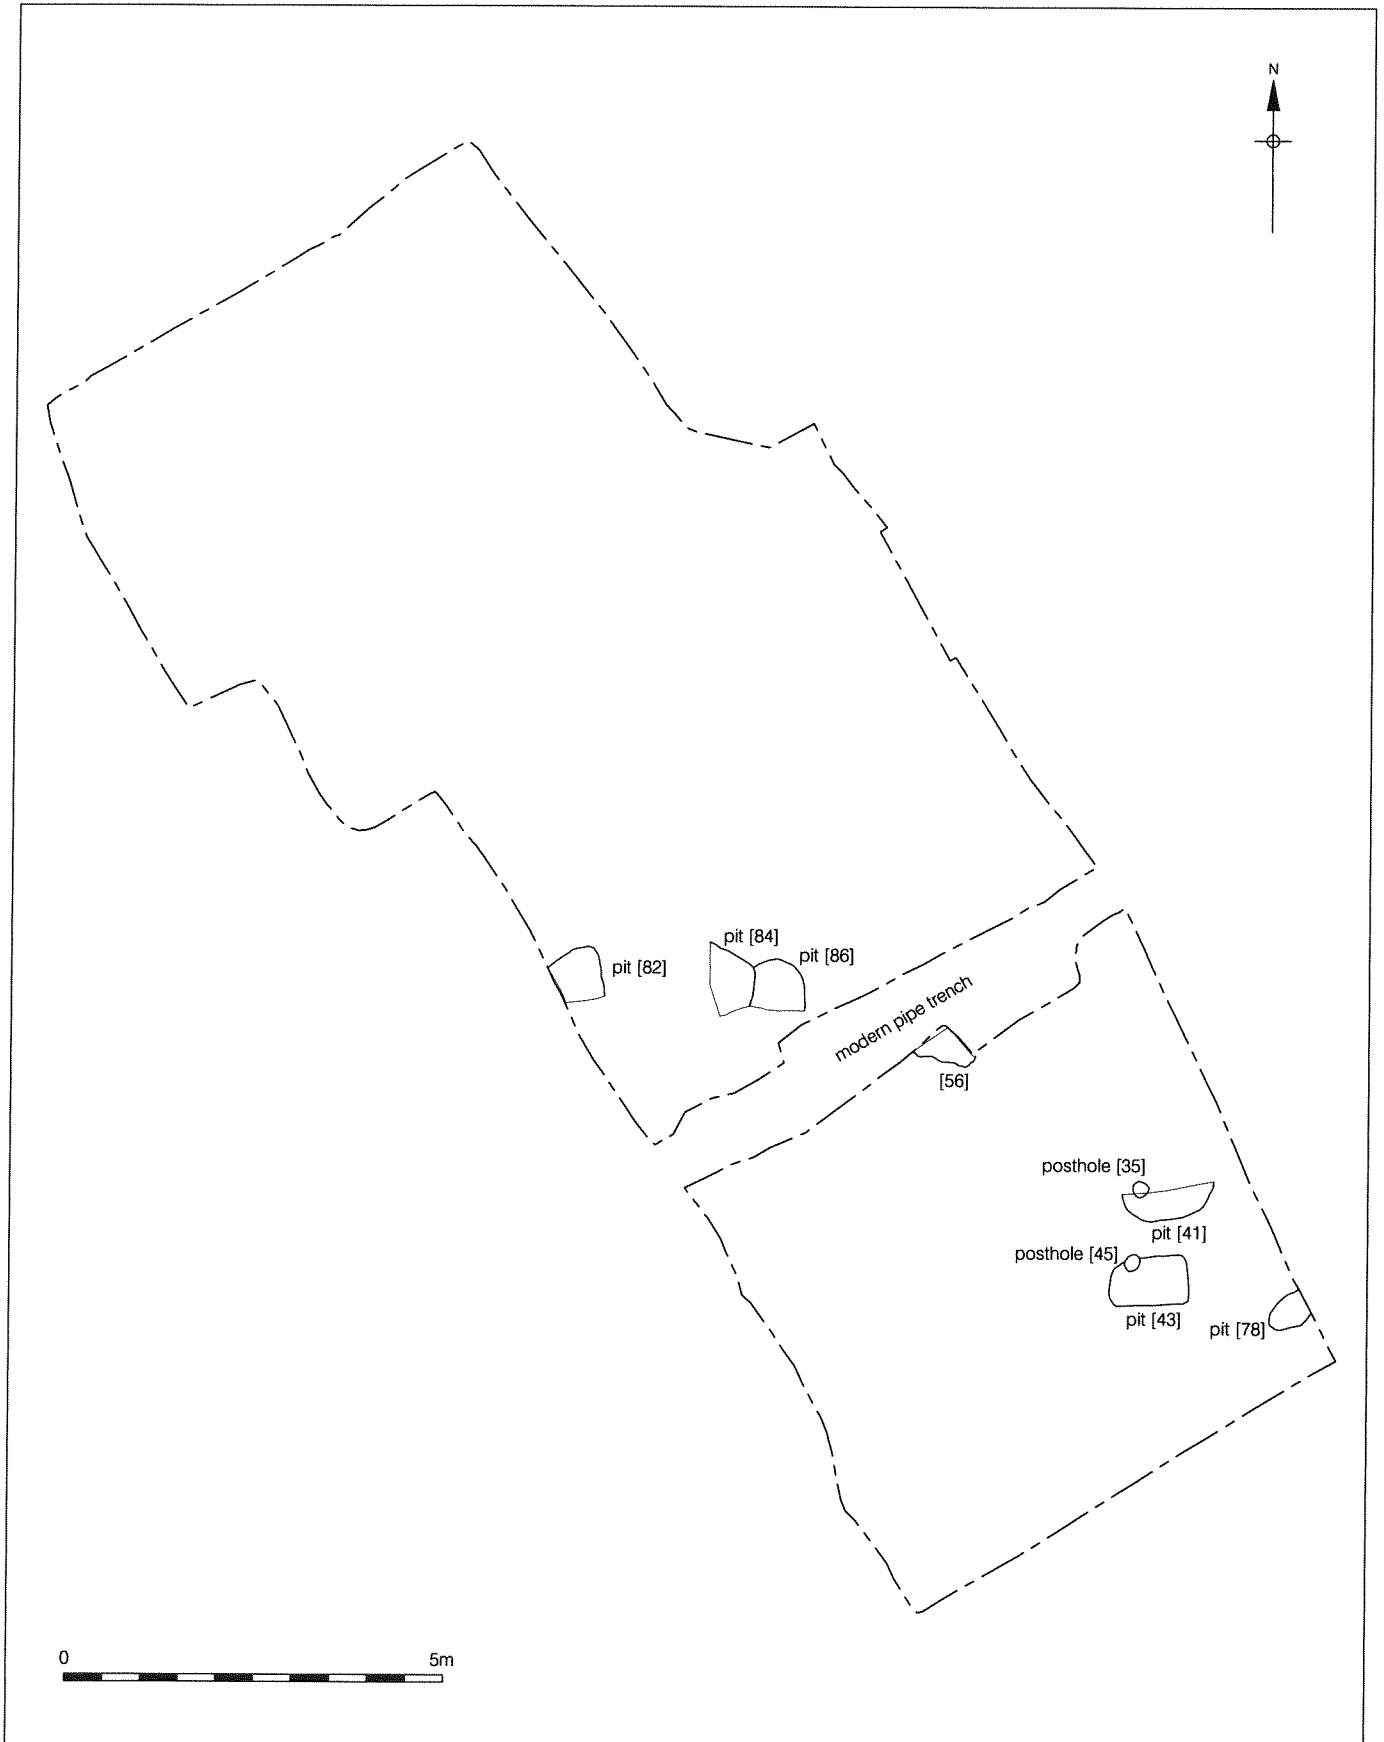 N
pit [84]
pit [86]
pit [82]
modern pipe trench
[56]
posthole [35]
pit [41]
posthole [45]
pit [43]
pit [78]
0 5m